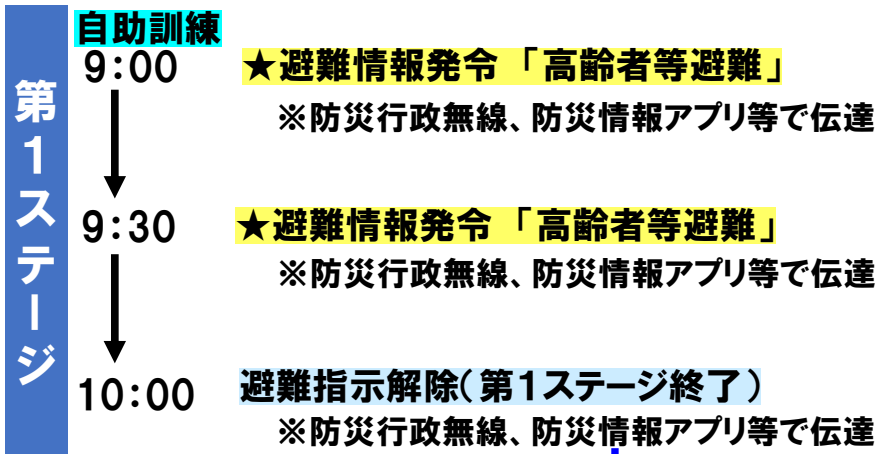 第1ステージ
自助訓練
9:00 ★避難情報発令「高齢者等避難」
※防災行政無線、防災情報アプリ等で伝達
9:30 ★避難情報発令「高齢者等避難」
※防災行政無線、防災情報アプリ等で伝達
10:00 避難指示解除(第1ステージ終了)
※防災行政無線、防災情報アプリ等で伝達